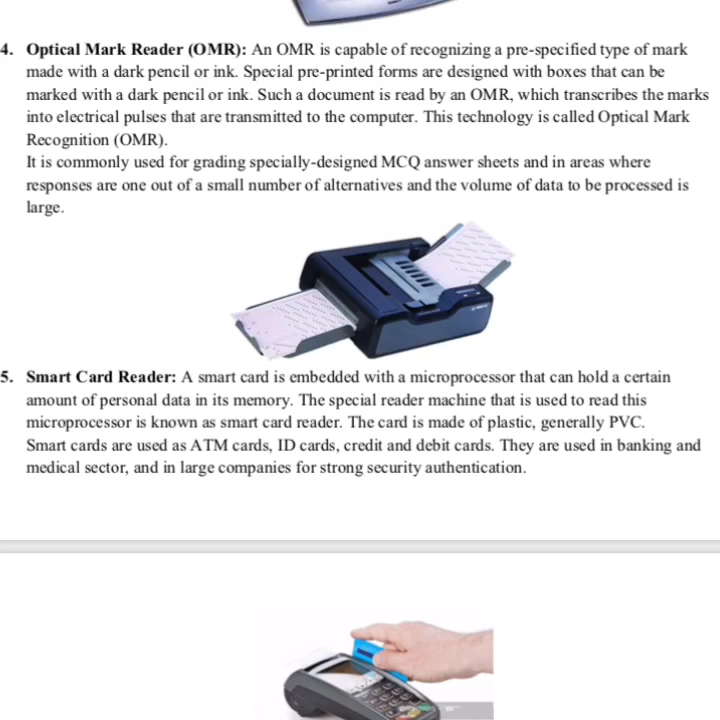 4. Optical Mark Reader (OMR): An OMR is capable of recognizing a pre-specified type of mark
made with a dark pencil or ink. Special pre-printed forms are designed with boxes that can be
marked with a dark pencil or ink. Such a document is read by an OMR, which transcribes the marks
into electrical pulses that are transmitted to the computer. This technology is called Optical Mark
Recognition (OMR).
It is commonly used for grading specially-designed MCQ answer sheets and in areas where
responses are one out of a small number of alternatives and the volume of data to be processed is
large.
5. Smart Card Reader: A smart card is embedded with a microprocessor that can hold a certain
amount of personal data in its memory. The special reader machine that is used to read this
microprocessor is known as smart card reader. The card is made of plastic, generally PVC.
Smart cards are used as ATM cards, ID cards, credit and debit cards. They are used in banking and
medical sector, and in large companies for strong security authentication.